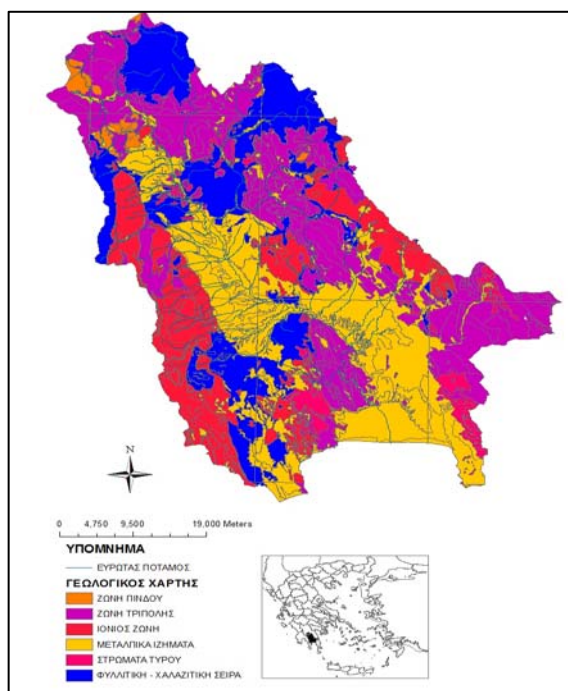 N
0 4,750 9,500 19,000 Meters
ΥΠΟΜΝΗΜΑ
ΕΥΡΩΤΑΣ ΠΟΤΑΜΟΣ
ΓΕΩΛΟΓΙΚΟΣ ΧΑΡΤΗΣ
ΖΩΝΗ ΠΙΝΔΟΥ
ΖΩΝΗ ΤΡΙΠΟΛΗΣ
ΙΟΝΙΟΣ ΖΩΝΗ
ΜΕΤΑΛΠΙΚΑ ΙΖΗΜΑΤΑ
ΣΤΡΩΜΑΤΑ ΤΥΡΟΥ
ΦΥΛΛΙΤΙΚΗ - ΧΑΛΑΖΙΤΙΚΗ ΣΕΙΡΑ